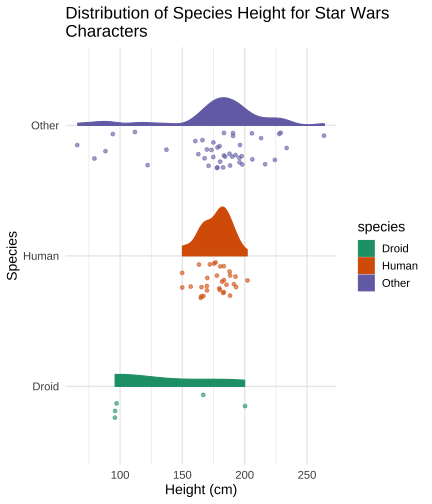 Distribution of Species Height for Star Wars
Characters
Species
Other
Human
Droid
100 150 200 250
Height (cm)
species
Droid
Human
Other